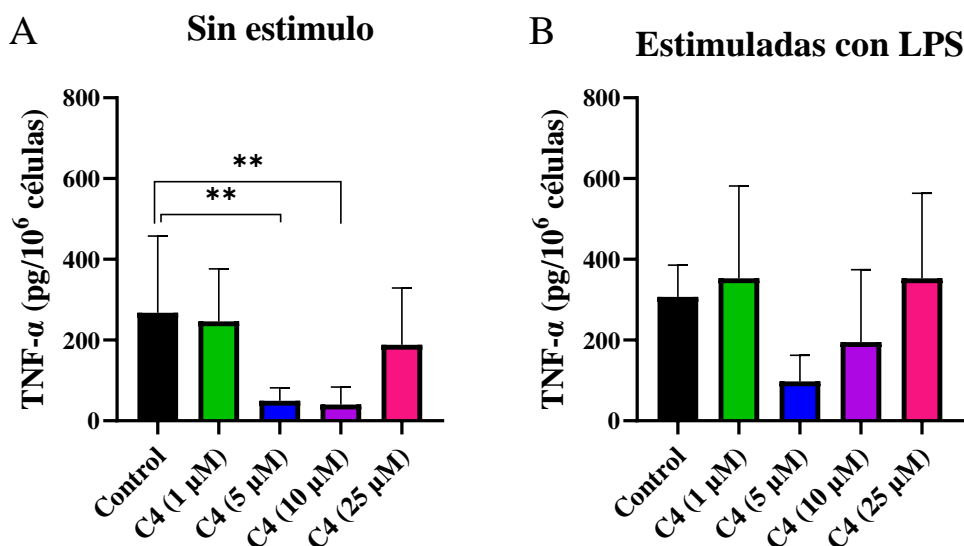 A
Sin estimulo
TNF-α (pg/10⁶ células)
800
600
400
200
0
**
**
Control
C4 (1 µM)
C4 (5 µM)
C4 (10 µM)
C4 (25 µM)
B
Estimuladas con LPS
TNF-α (pg/10⁶ células)
800
600
400
200
0
Control
C4 (1 µM)
C4 (5 µM)
C4 (10 µM)
C4 (25 µM)